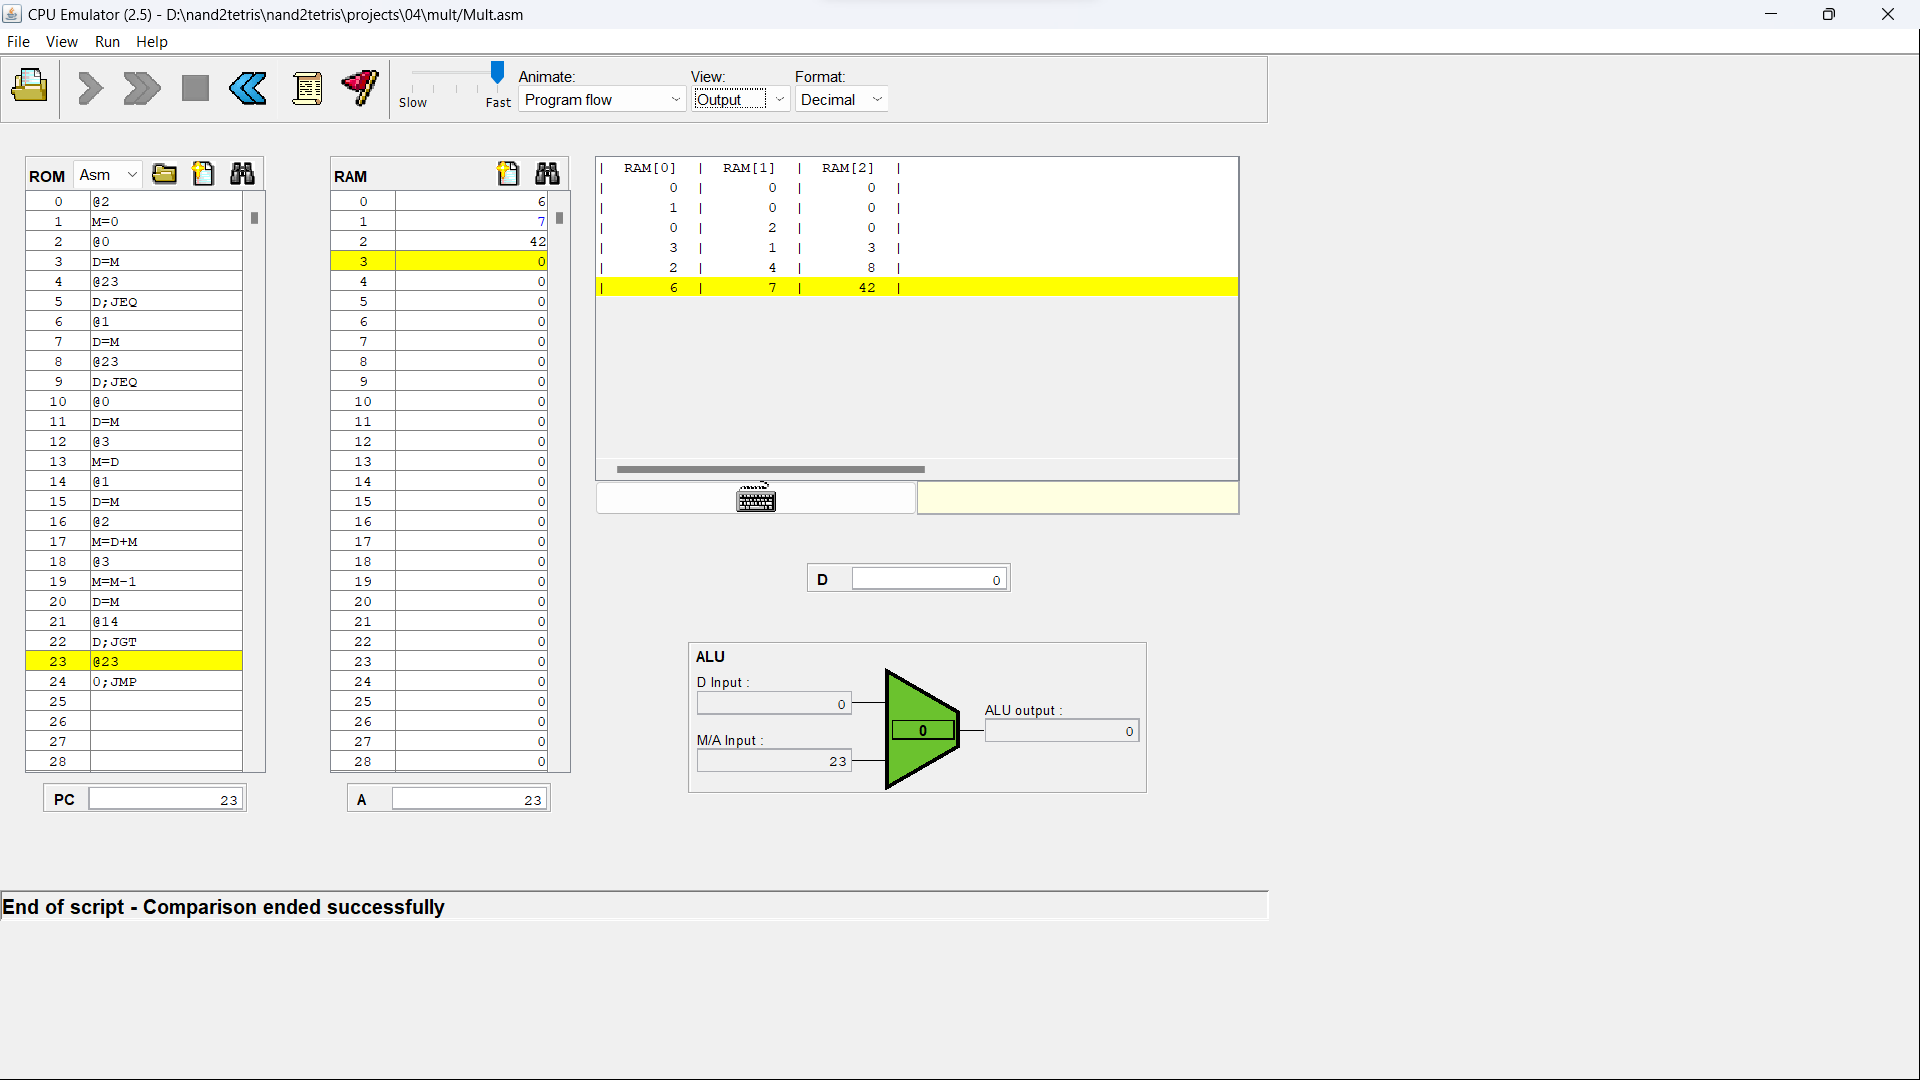 CPU Emulator (2.5) - D:\nand2tetris\nand2tetris\projects\04\mult/Mult.asm
File View Run Help
Slow Fast
Animate:
Program flow
View:
Output
Format:
Decimal
ROM Asm
0 @2
1 M=0
2 @0
3 D=M
4 @23
5 D;JEQ
6 @1
7 D=M
8 @23
9 D;JEQ
10 @0
11 D=M
12 @3
13 M=D
14 @1
15 D=M
16 @2
17 M=D+M
18 @3
19 M=M-1
20 D=M
21 @14
22 D;JGT
23 @23
24 0;JMP
25
26
27
28
PC 23
RAM
0 6
1 7
2 42
3 0
4 0
5 0
6 0
7 0
8 0
9 0
10 0
11 0
12 0
13 0
14 0
15 0
16 0
17 0
18 0
19 0
20 0
21 0
22 0
23 0
24 0
25 0
26 0
27 0
28 0
A 23
| RAM[0] | RAM[1] | RAM[2] |
| 0 | 0 | 0 |
| 1 | 0 | 0 |
| 0 | 2 | 0 |
| 3 | 1 | 3 |
| 2 | 4 | 8 |
| 6 | 7 | 42 |
D 0
ALU
D Input :
0
M/A Input :
23
0
ALU output :
0
End of script - Comparison ended successfully